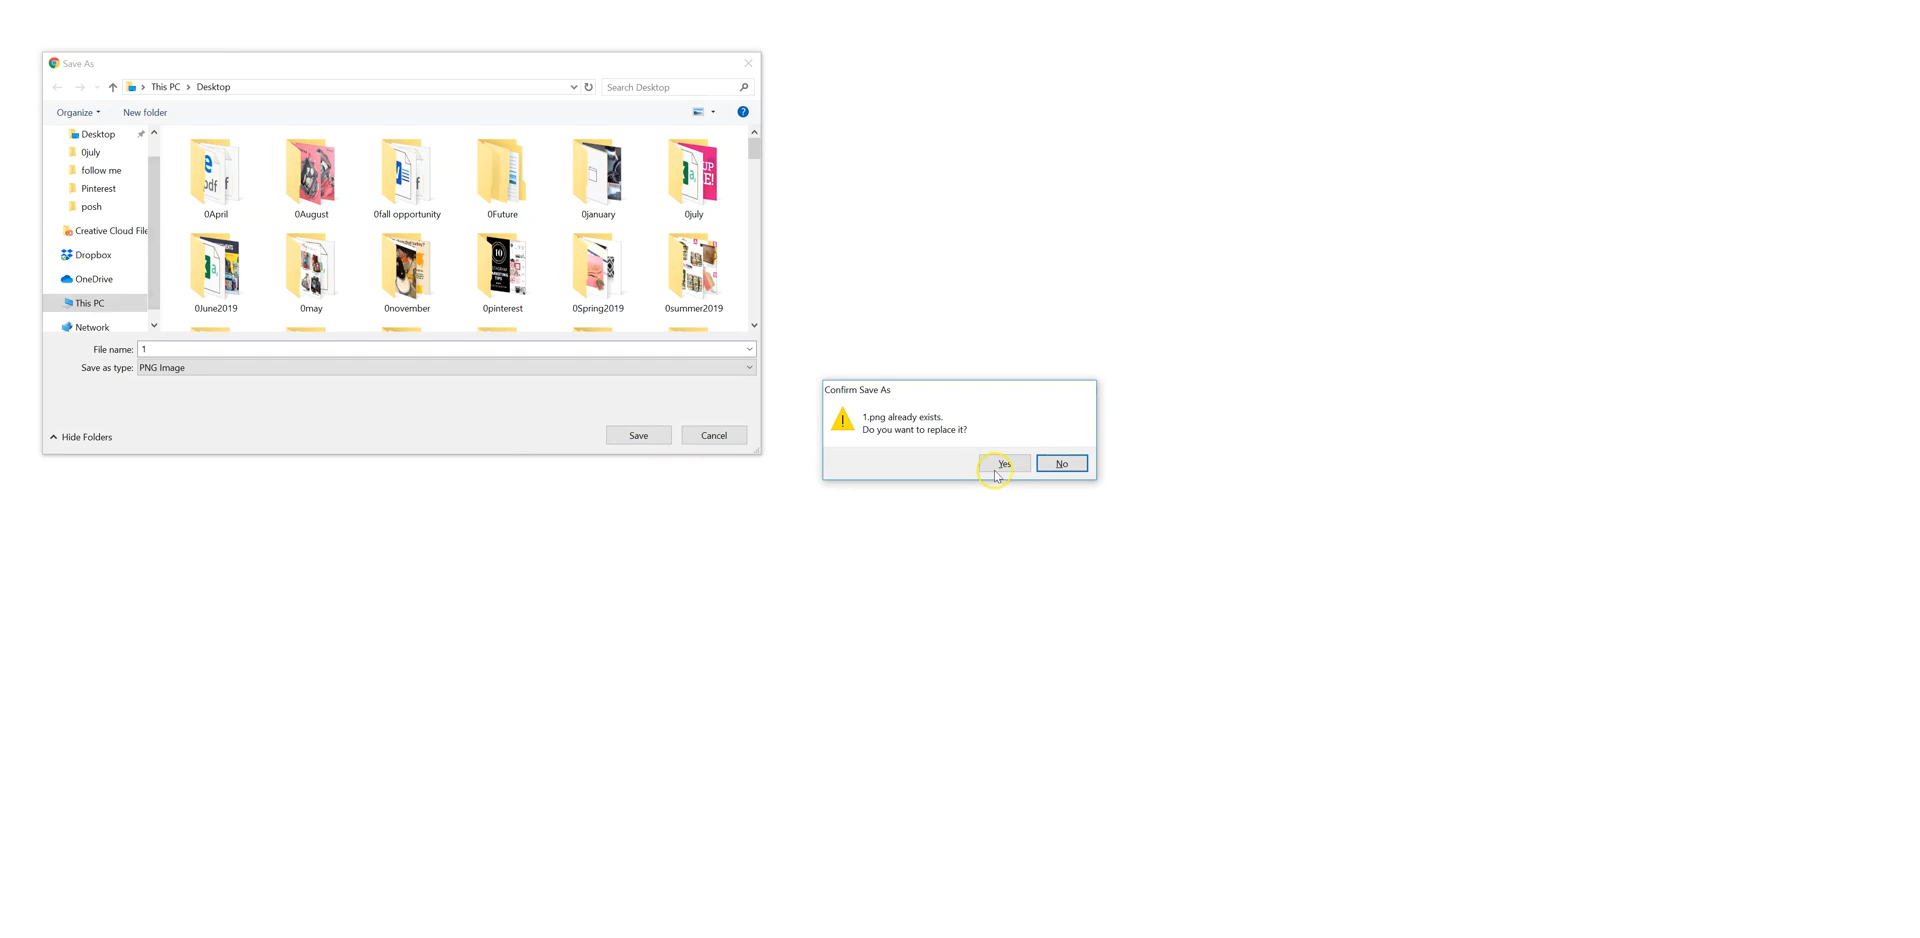 Save As
This PC > Desktop
Search Desktop
Organize
New folder
?
Desktop
0july
follow me
Pinterest
posh
Creative Cloud File
Dropbox
OneDrive
This PC
Network
0April
0August
0fall opportunity
0Future
0january
0july
0June2019
0may
0november
0pinterest
0Spring2019
0summer2019
File name: 1
Save as type: PNG Image
Hide Folders
Save
Cancel
Confirm Save As
1.png already exists.
Do you want to replace it?
Yes
No